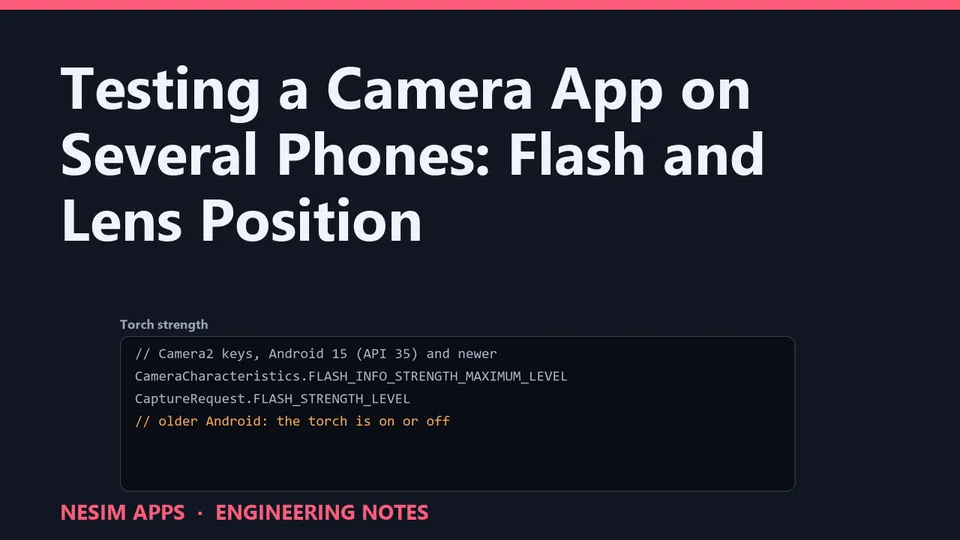 Testing a Camera App on
Several Phones: Flash and
Lens Position
Torch strength
// Camera2 keys, Android 15 (API 35) and newer
CameraCharacteristics.FLASH_INFO_STRENGTH_MAXIMUM_LEVEL
CaptureRequest.FLASH_STRENGTH_LEVEL
// older Android: the torch is on or off
NESIM APPS · ENGINEERING NOTES